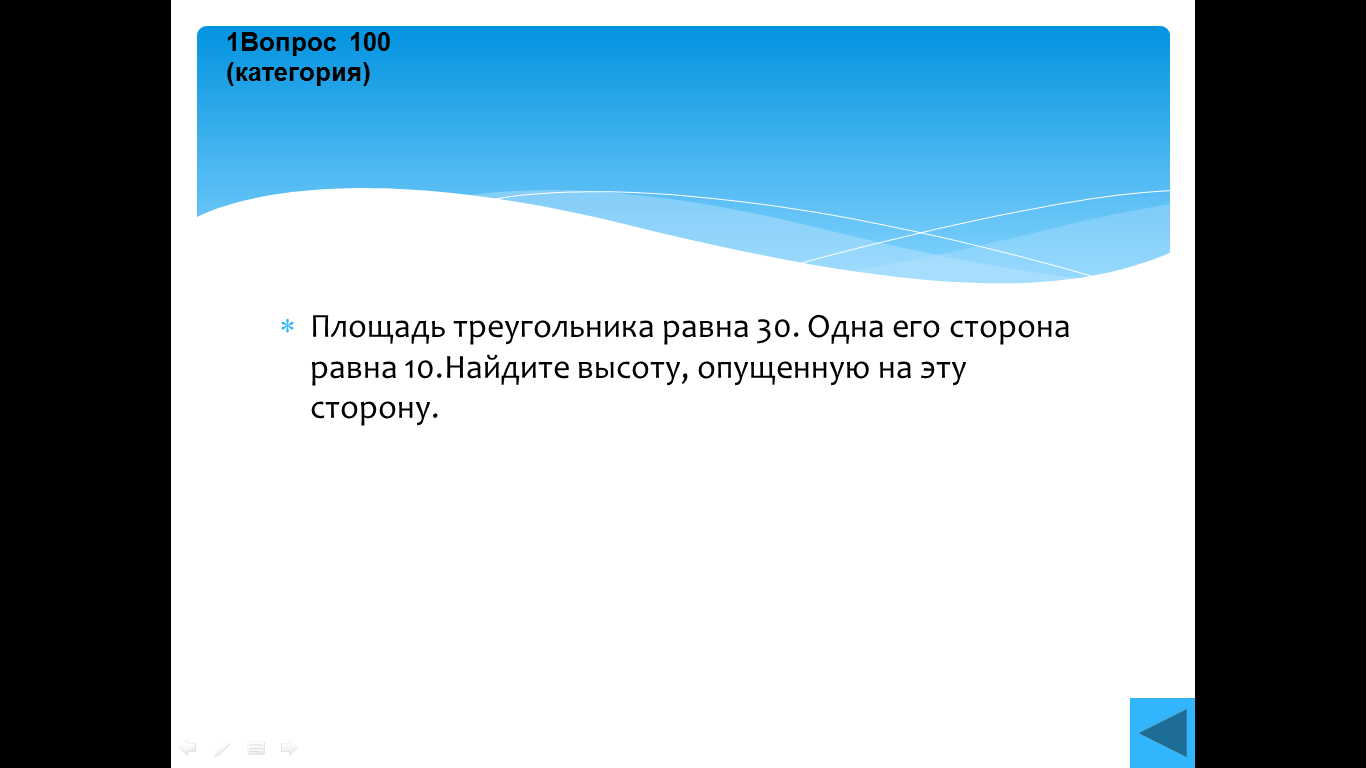 1Вопрос 100
(категория)
* Площадь треугольника равна 30. Одна его сторона
равна 10.Найдите высоту, опущенную на эту
сторону.